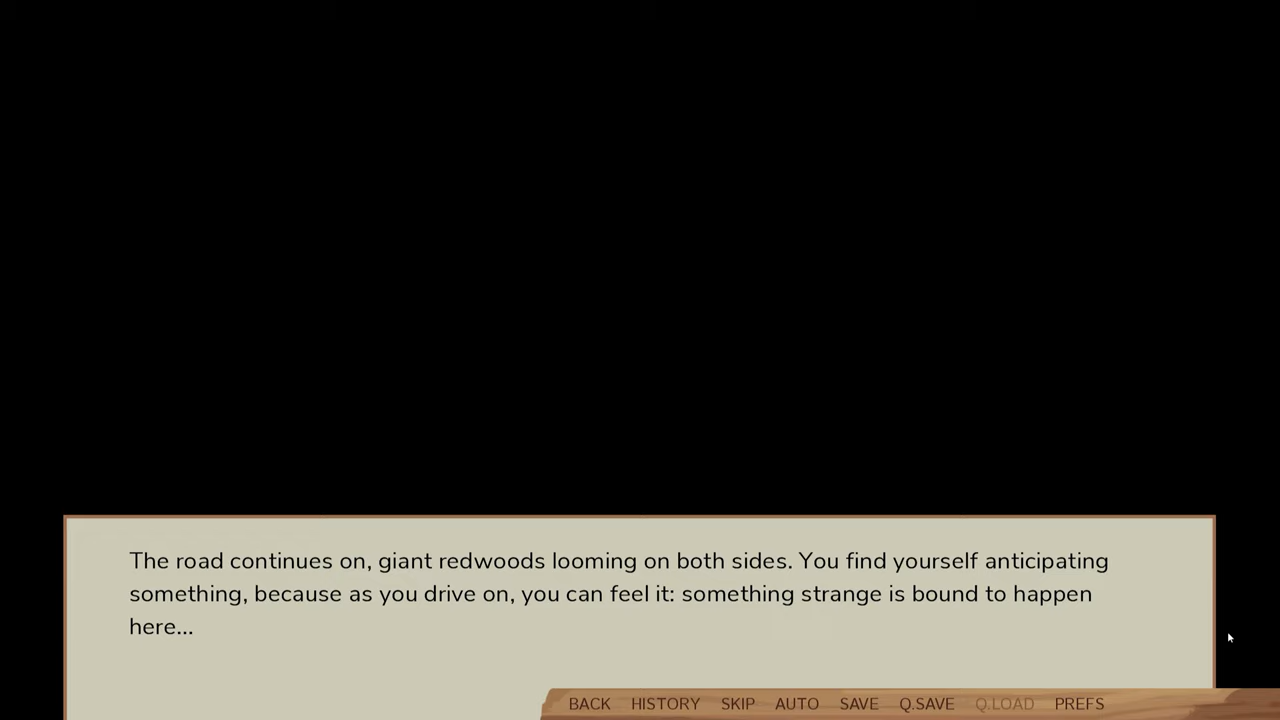 The road continues on, giant redwoods looming on both sides. You find yourself anticipating
something, because as you drive on, you can feel it: something strange is bound to happen
here...
BACK HISTORY SKIP AUTO SAVE Q.SAVE Q.LOAD PREFS